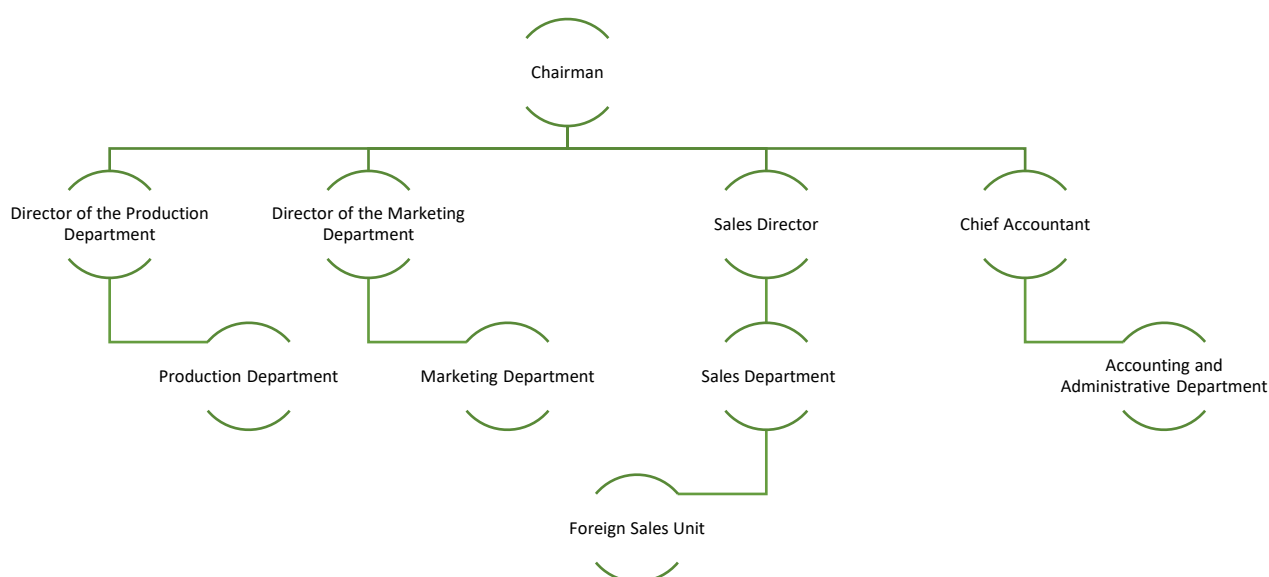 Chairman
Director of the Production
Department
Director of the Marketing
Department
Sales Director
Chief Accountant
Production Department
Marketing Department
Sales Department
Accounting and
Administrative Department
Foreign Sales Unit